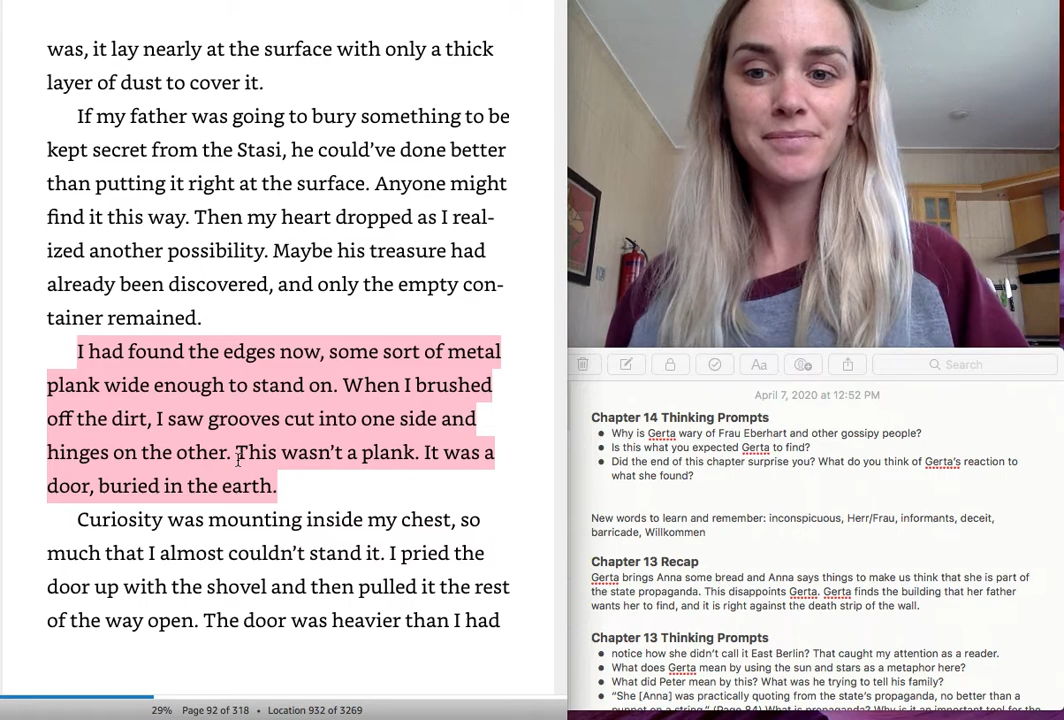 was, it lay nearly at the surface with only a thick
layer of dust to cover it.
If my father was going to bury something to be
kept secret from the Stasi, he could've done better
than putting it right at the surface. Anyone might
find it this way. Then my heart dropped as I real-
ized another possibility. Maybe his treasure had
already been discovered, and only the empty con-
tainer remained.
I had found the edges now, some sort of metal
plank wide enough to stand on. When I brushed
off the dirt, I saw grooves cut into one side and
hinges on the other. This wasn't a plank. It was a
door, buried in the earth.
Curiosity was mounting inside my chest, so
much that I almost couldn't stand it. I pried the
door up with the shovel and then pulled it the rest
of the way open. The door was heavier than I had
29% Page 92 of 318 • Location 932 of 3269
Aa
Search
April 7, 2020 at 12:52 PM
Chapter 14 Thinking Prompts
• Why is Gerta wary of Frau Eberhart and other gossipy people?
• Is this what you expected Gerta to find?
• Did the end of this chapter surprise you? What do you think of Gerta's reaction to
what she found?
New words to learn and remember: inconspicuous, Herr/Frau, informants, deceit,
barricade, Willkommen
Chapter 13 Recap
Gerta brings Anna some bread and Anna says things to make us think that she is part of
the state propaganda. This disappoints Gerta. Gerta finds the building that her father
wants her to find, and it is right against the death strip of the wall.
Chapter 13 Thinking Prompts
• notice how she didn't call it East Berlin? That caught my attention as a reader.
• What does Gerta mean by using the sun and stars as a metaphor here?
• What did Peter mean by this? What was he trying to tell his family?
• "She [Anna] was practically quoting from the state's propaganda, no better than a
puppet on a string." (Page 84) What is propaganda? Why is it an important tool for the